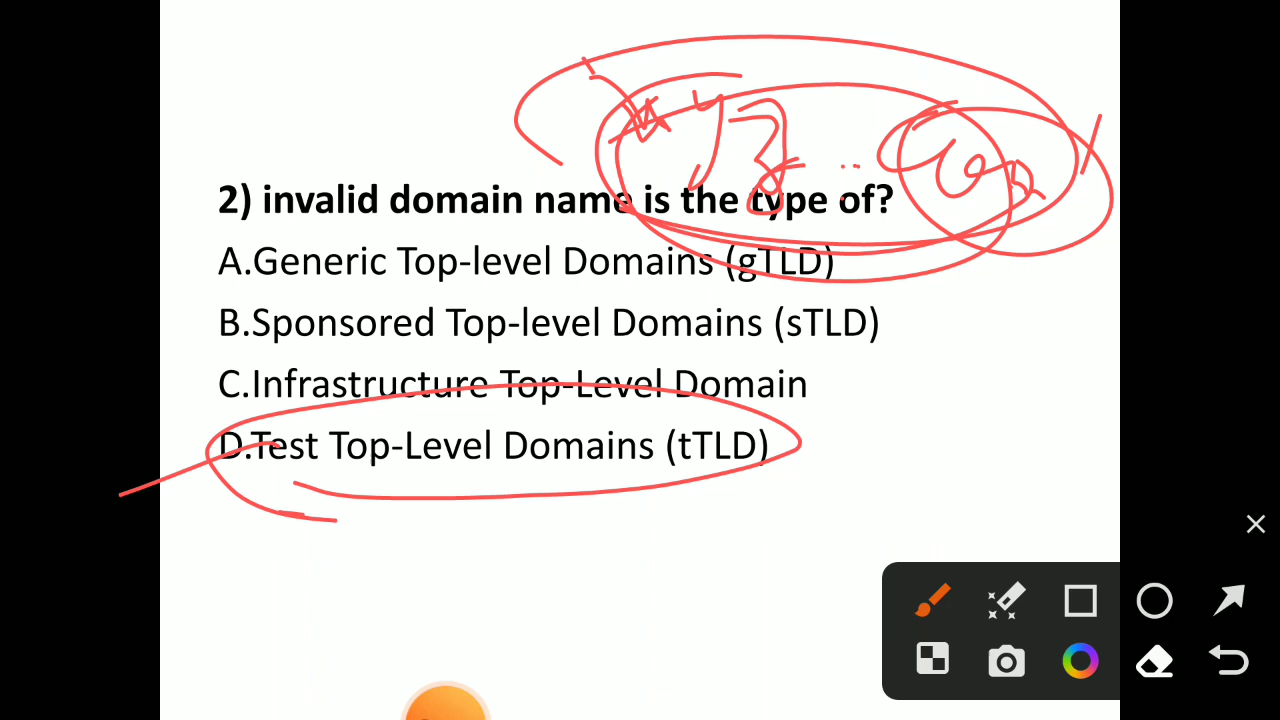 2) invalid domain name is the type of?
A.Generic Top-level Domains (gTLD)
B.Sponsored Top-level Domains (sTLD)
C.Infrastructure Top-Level Domain
D.Test Top-Level Domains (tTLD)